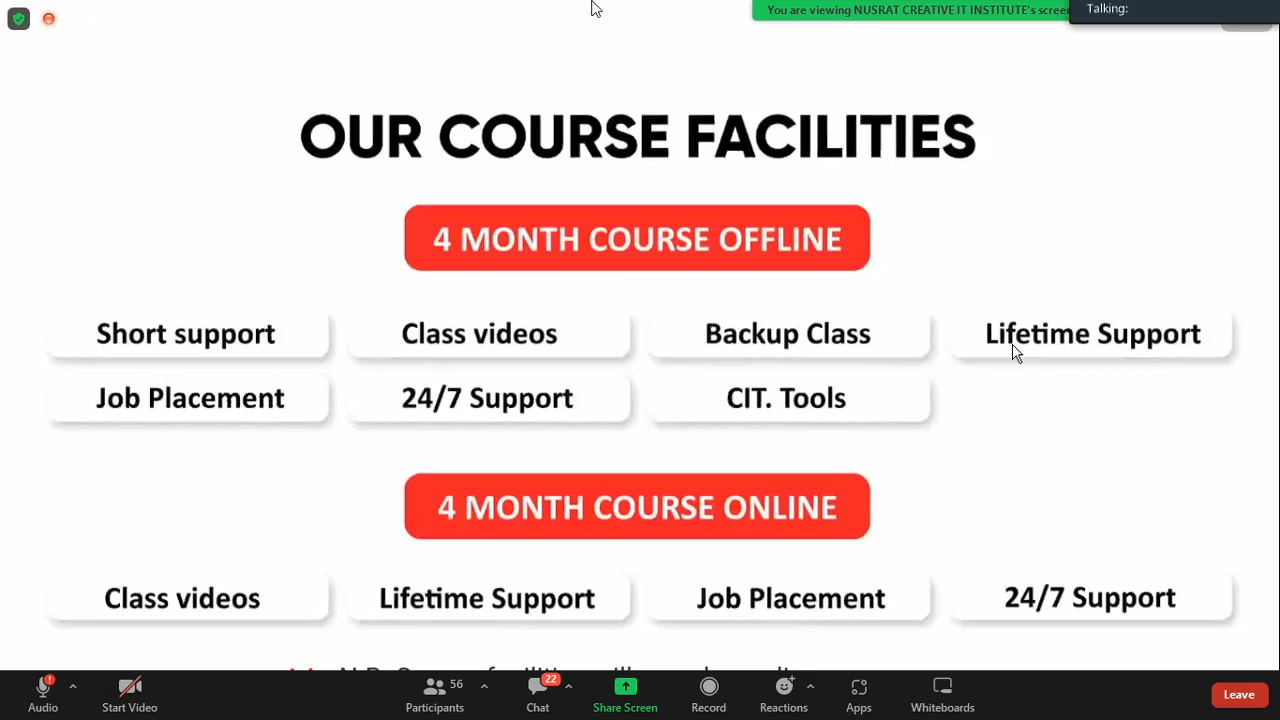 You are viewing NUSRAT CREATIVE IT INSTITUTE's screen
Talking:
OUR COURSE FACILITIES
4 MONTH COURSE OFFLINE
Short support
Class videos
Backup Class
Lifetime Support
Job Placement
24/7 Support
CIT. Tools
4 MONTH COURSE ONLINE
Class videos
Lifetime Support
Job Placement
24/7 Support
Audio
Start Video
56
Participants
22
Chat
Share Screen
Record
Reactions
Apps
Whiteboards
Leave